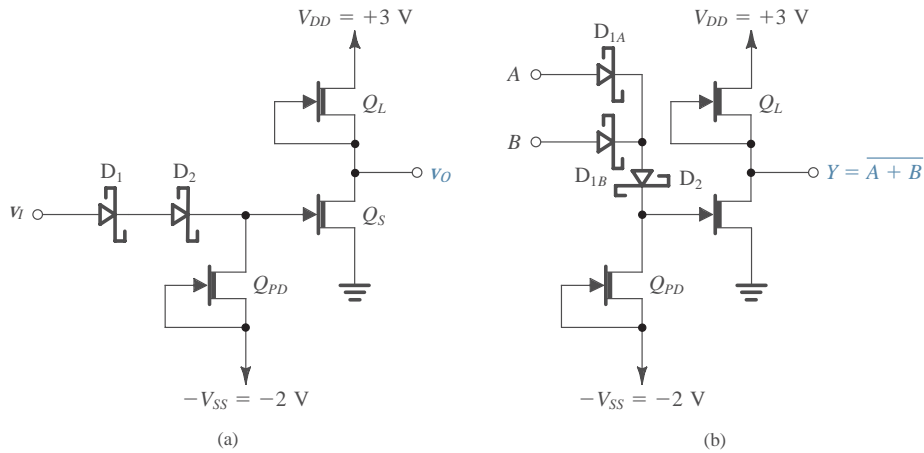 V_DD = +3 V
Q_L
D_1
D_2
v_I
v_O
Q_S
Q_PD
−V_SS = −2 V
(a)
V_DD = +3 V
D_1A
A
Q_L
B
D_1B
D_2
Y = \overline{A + B}
Q_PD
−V_SS = −2 V
(b)